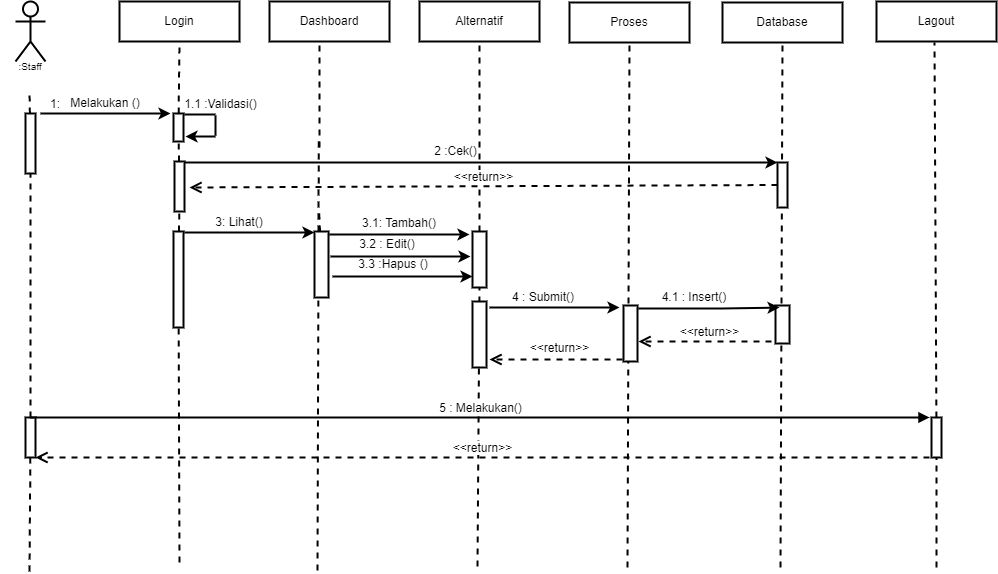 Login
Dashboard
Alternatif
Proses
Database
Lagout
:Staff
1: Melakukan ()
1.1 :Validasi()
2 :Cek()
<<return>>
3: Lihat()
3.1: Tambah()
3.2 : Edit()
3.3 :Hapus ()
4 : Submit()
4.1 : Insert()
<<return>>
<<return>>
5 : Melakukan()
<<return>>